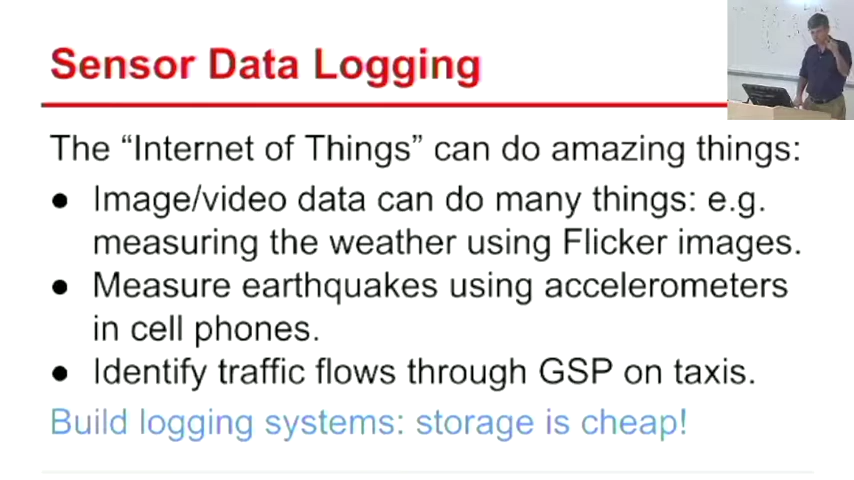 Sensor Data Logging
The “Internet of Things” can do amazing things:
● Image/video data can do many things: e.g.
measuring the weather using Flicker images.
● Measure earthquakes using accelerometers
in cell phones.
● Identify traffic flows through GSP on taxis.
Build logging systems: storage is cheap!